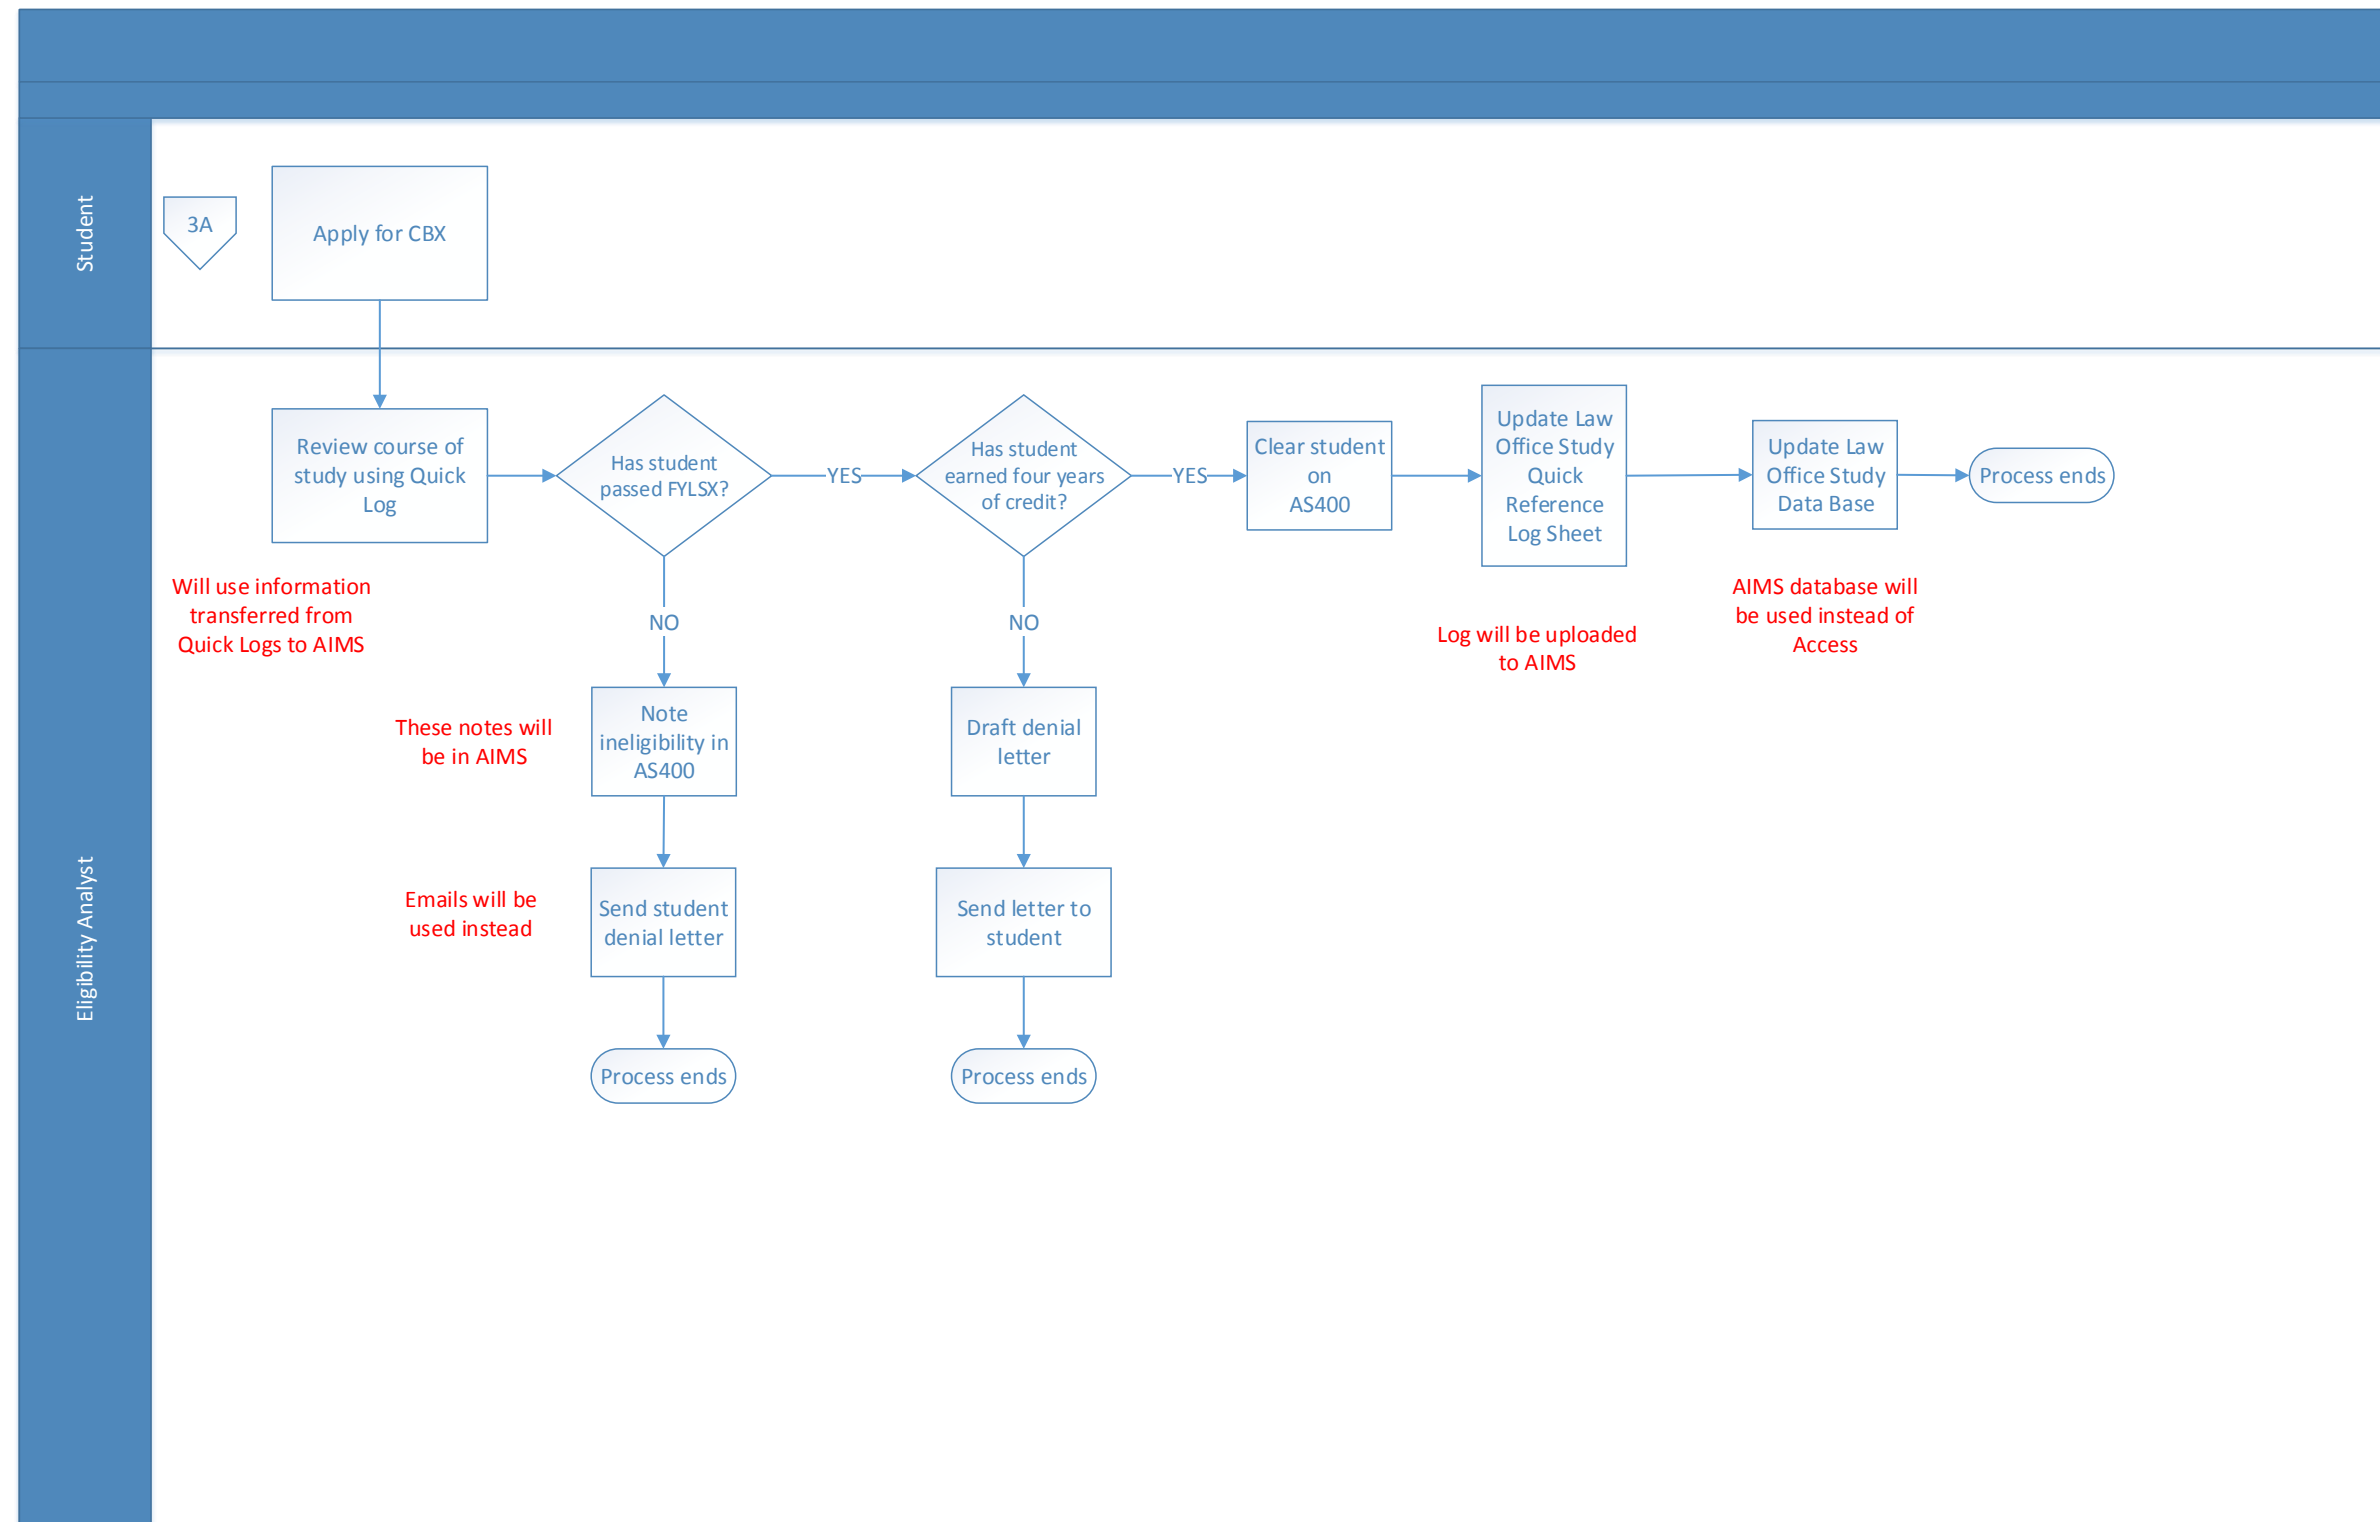 Student
3A
Apply for CBX
Eligibility Analyst
Review course of
study using Quick
Log
Will use information
transferred from
Quick Logs to AIMS
Has student
passed FYLSX?
YES
Has student
earned four years
of credit?
YES
Clear student
on
AS400
Update Law
Office Study
Quick
Reference
Log Sheet
Log will be uploaded
to AIMS
Update Law
Office Study
Data Base
AIMS database will
be used instead of
Access
Process ends
NO
These notes will
be in AIMS
Note
ineligibility in
AS400
Emails will be
used instead
Send student
denial letter
Process ends
NO
Draft denial
letter
Send letter to
student
Process ends